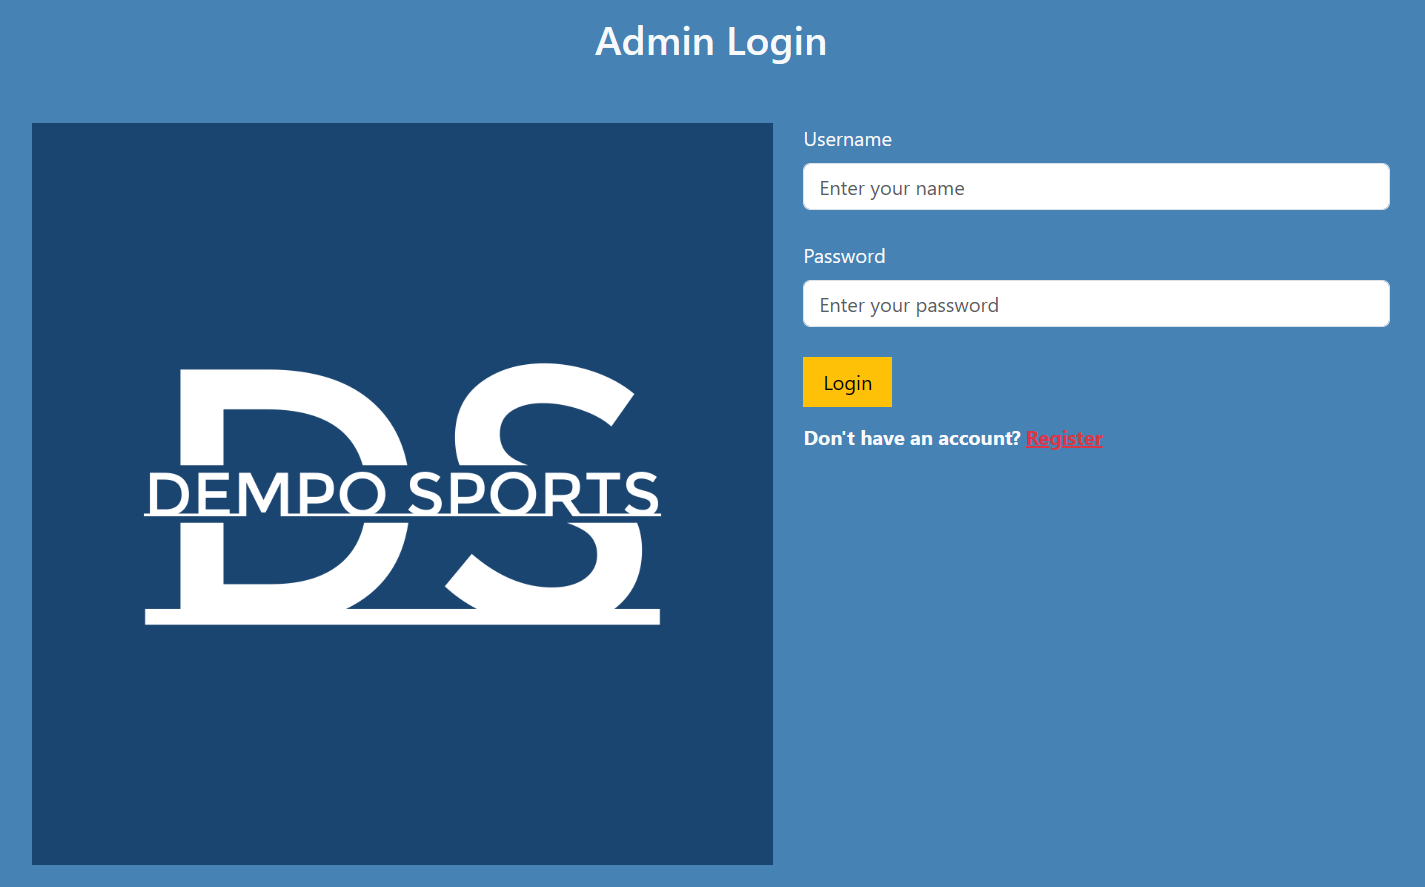 Admin Login
DS
DEMPO SPORTS
Username
Enter your name
Password
Enter your password
Login
Don't have an account? Register